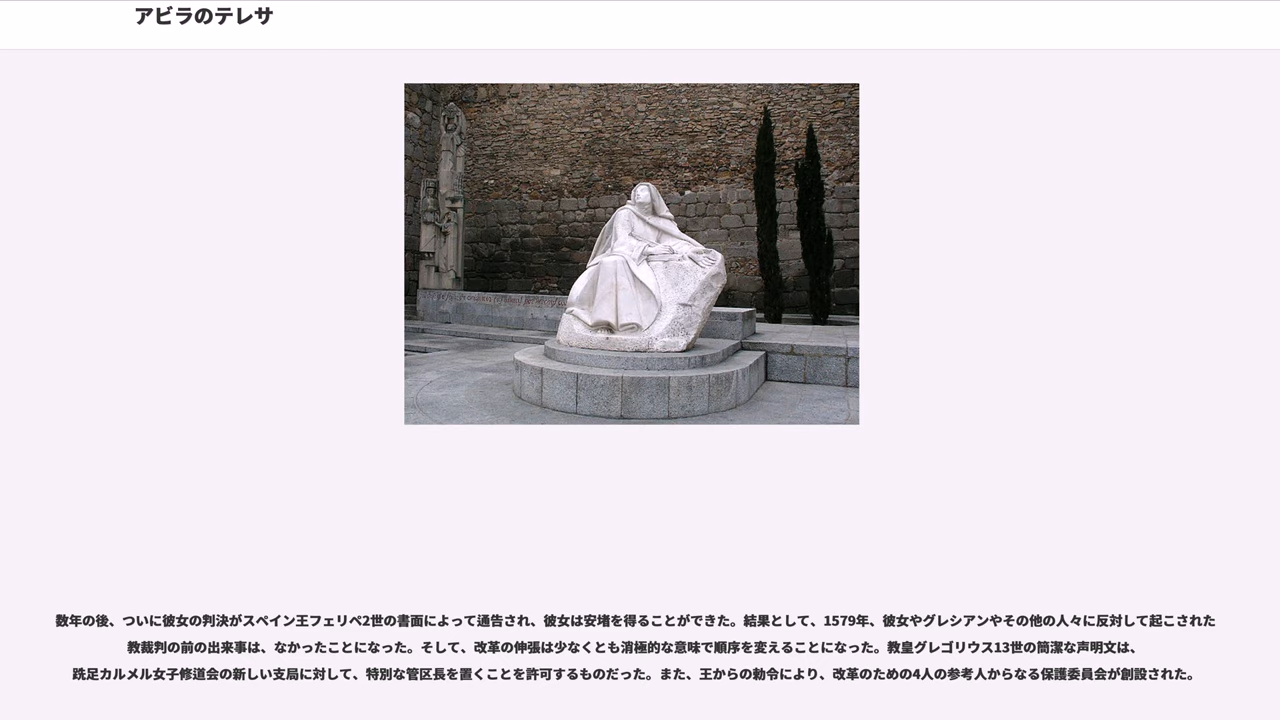 アビラのテレサ
数年の後、ついに彼女の判決がスペイン王フェリペ2世の書面によって通告され、彼女は安堵を得ることができた。結果として、1579年、彼女やグレシアンやその他の人々に反対して起こされた
教裁判の前の出来事は、なかったことになった。そして、改革の伸張は少なくとも消極的な意味で順序を変えることになった。教皇グレゴリウス13世の簡潔な声明文は、
跣足カルメル女子修道会の新しい支局に対して、特別な管区長を置くことを許可するものだった。また、王からの勅令により、改革のための4人の参考人からなる保護委員会が創設された。